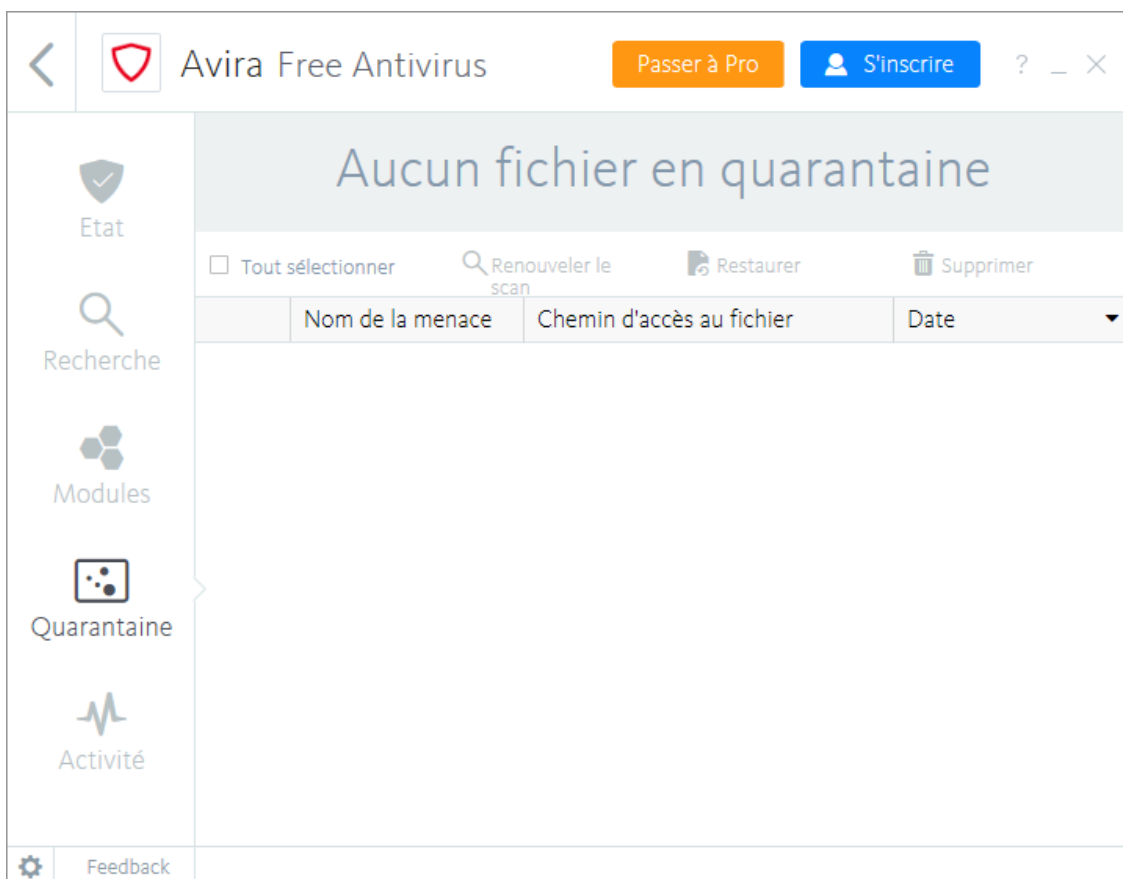 Avira Free Antivirus
Passer à Pro
S'inscrire
?
Etat
Recherche
Modules
Quarantaine
Activité
Feedback
Aucun fichier en quarantaine
Tout sélectionner
Renouveler le
scan
Restaurer
Supprimer
Nom de la menace
Chemin d'accès au fichier
Date